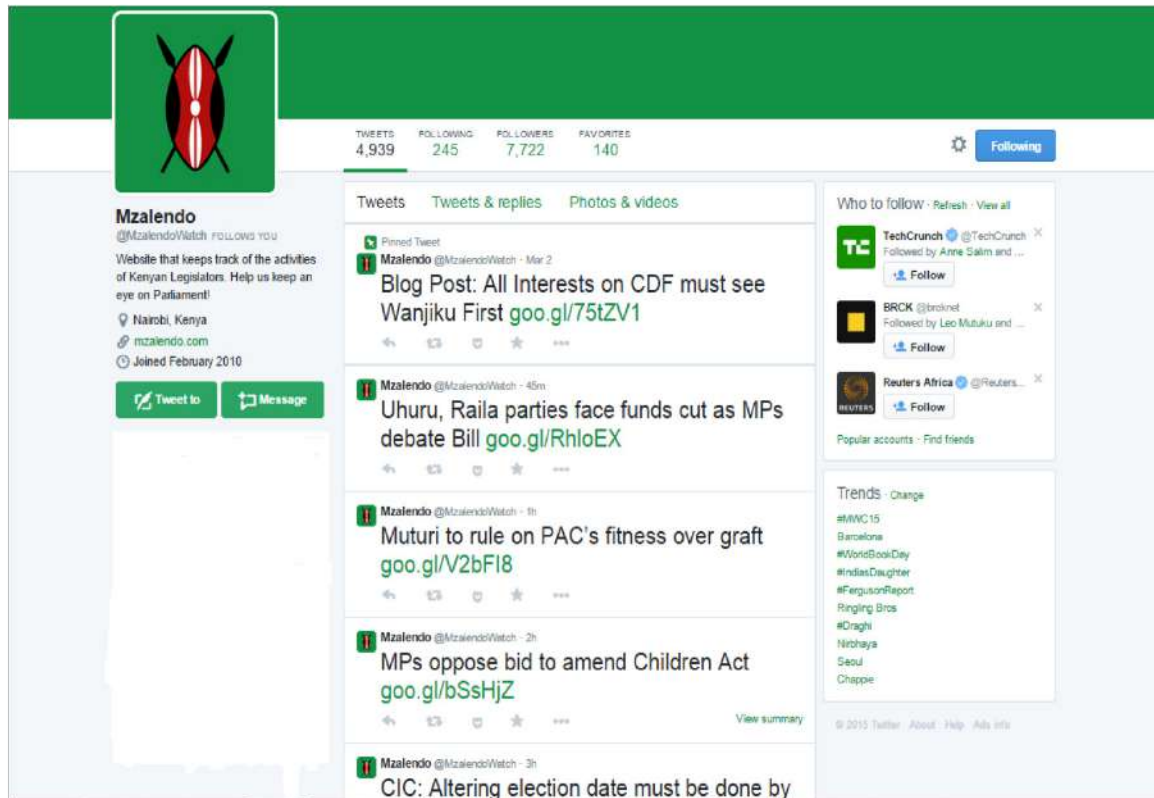 TWEETS FOLLOWING FOLLOWERS FAVORITES
4,939 245 7,722 140
Following
Mzalendo
@MzalendoWatch FOLLOWS YOU
Website that keeps track of the activities
of Kenyan Legislators. Help us keep an
eye on Parliament!
Nairobi, Kenya
mzalendo.com
Joined February 2010
Tweet to Message
Tweets Tweets & replies Photos & videos
Pinned Tweet
Mzalendo @MzalendoWatch · Mar 2
Blog Post: All Interests on CDF must see
Wanjiku First goo.gl/75tZV1
Mzalendo @MzalendoWatch · 45m
Uhuru, Raila parties face funds cut as MPs
debate Bill goo.gl/RhloEX
Mzalendo @MzalendoWatch · 1h
Muturi to rule on PAC's fitness over graft
goo.gl/V2bFI8
Mzalendo @MzalendoWatch · 2h
MPs oppose bid to amend Children Act
goo.gl/bSsHjZ
View summary
Mzalendo @MzalendoWatch · 3h
CIC: Altering election date must be done by
Who to follow · Refresh · View all
TC
TechCrunch @TechCrunch
Followed by Anne Salim and ...
Follow
BRCK @brcknet
Followed by Leo Mutuku and ...
Follow
REUTERS
Reuters Africa @Reuters...
Follow
Popular accounts · Find friends
Trends · Change
#MWC15
Barcelona
#WorldBookDay
#IndiasDaughter
#FergusonReport
Ringling Bros
#Draghi
Nirbhaya
Seoul
Chappie
© 2015 Twitter About Help Ads info